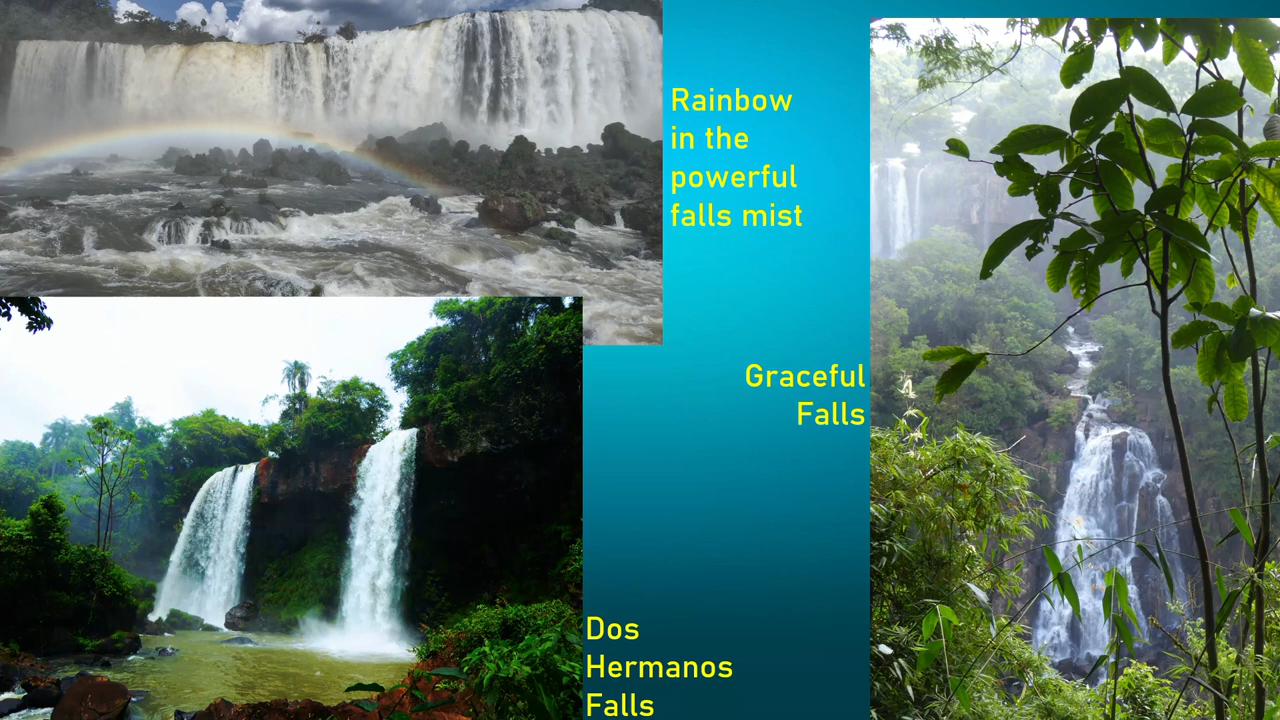 Rainbow
in the
powerful
falls mist
Graceful
Falls
Dos
Hermanos
Falls